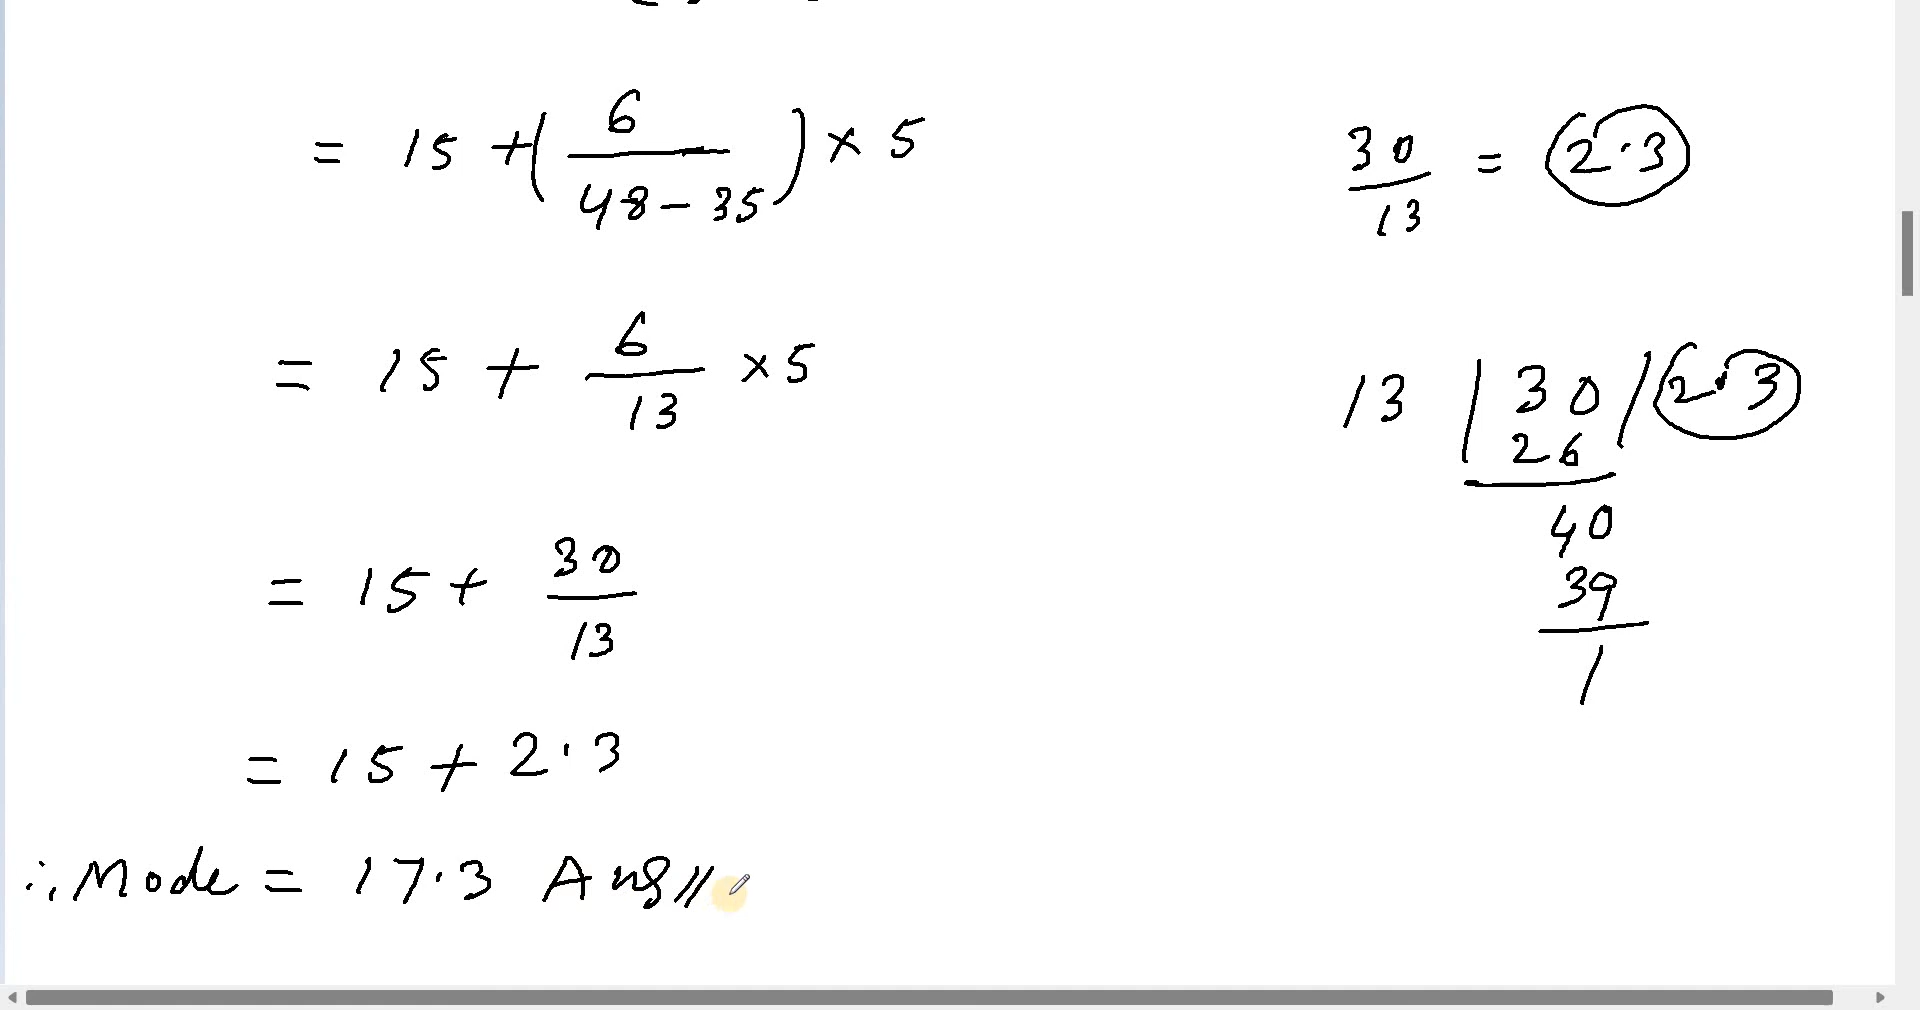 = 15 + (6/(48-35)) × 5
= 15 + 6/13 × 5
= 15 + 30/13
= 15 + 2.3
∴ Mode = 17.3 Ans //
30/13 = 2.3
13 | 30 / 2.3
26
40
39
1